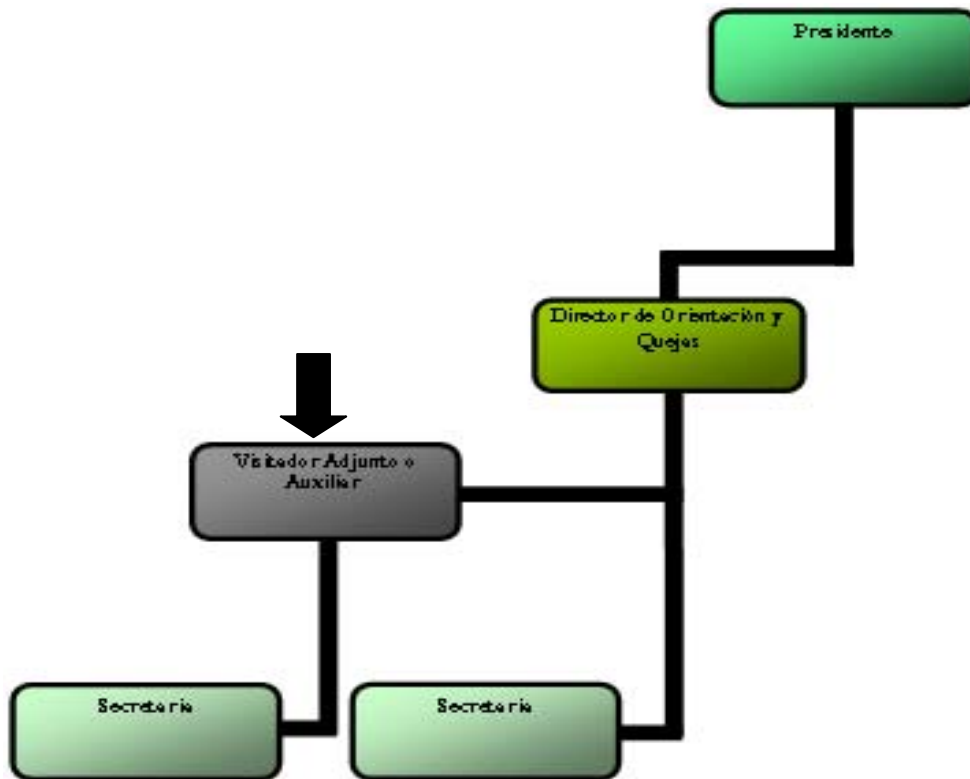 Presidente
Director de Orientación y
Quejas
Visitador Adjunto o
Auxiliar
Secretaria
Secretaria